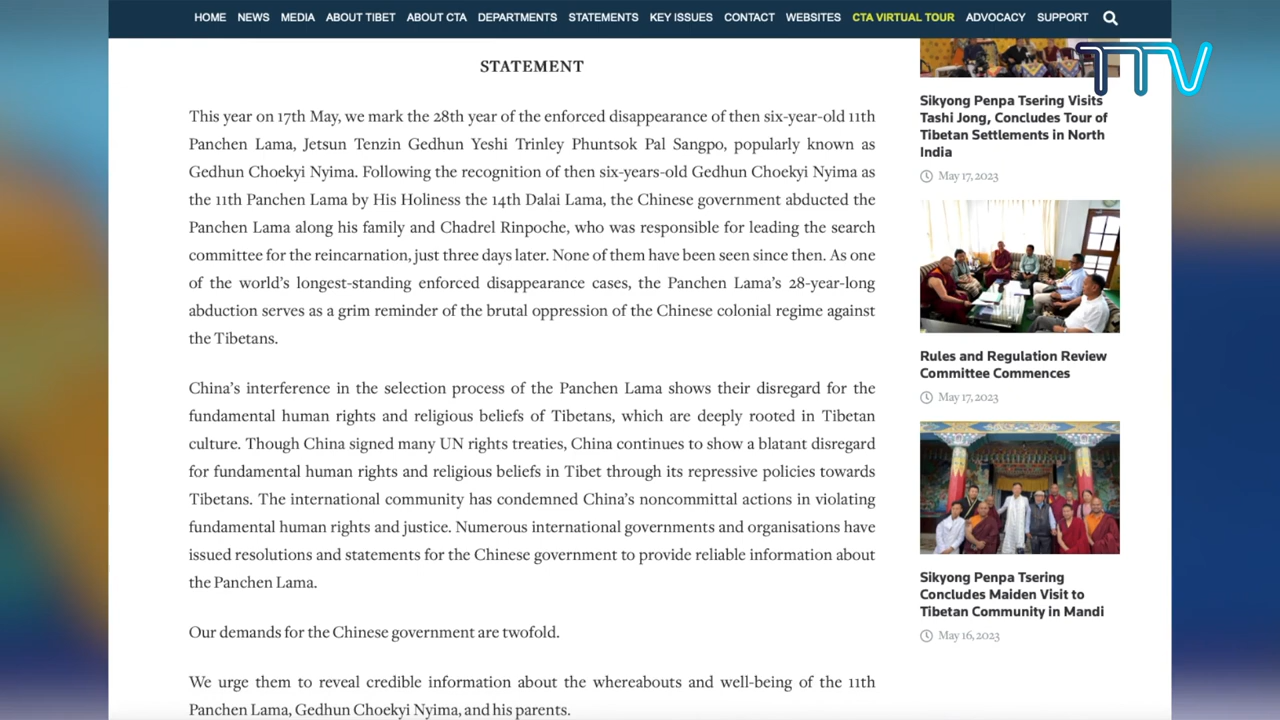 HOME NEWS MEDIA ABOUT TIBET ABOUT CTA DEPARTMENTS STATEMENTS KEY ISSUES CONTACT WEBSITES CTA VIRTUAL TOUR ADVOCACY SUPPORT
TTV
STATEMENT
This year on 17th May, we mark the 28th year of the enforced disappearance of then six-year-old 11th
Panchen Lama, Jetsun Tenzin Gedhun Yeshi Trinley Phuntsok Pal Sangpo, popularly known as
Gedhun Choekyi Nyima. Following the recognition of then six-years-old Gedhun Choekyi Nyima as
the 11th Panchen Lama by His Holiness the 14th Dalai Lama, the Chinese government abducted the
Panchen Lama along his family and Chadrel Rinpoche, who was responsible for leading the search
committee for the reincarnation, just three days later. None of them have been seen since then. As one
of the world's longest-standing enforced disappearance cases, the Panchen Lama's 28-year-long
abduction serves as a grim reminder of the brutal oppression of the Chinese colonial regime against
the Tibetans.
China's interference in the selection process of the Panchen Lama shows their disregard for the
fundamental human rights and religious beliefs of Tibetans, which are deeply rooted in Tibetan
culture. Though China signed many UN rights treaties, China continues to show a blatant disregard
for fundamental human rights and religious beliefs in Tibet through its repressive policies towards
Tibetans. The international community has condemned China's noncommittal actions in violating
fundamental human rights and justice. Numerous international governments and organisations have
issued resolutions and statements for the Chinese government to provide reliable information about
the Panchen Lama.
Our demands for the Chinese government are twofold.
We urge them to reveal credible information about the whereabouts and well-being of the 11th
Panchen Lama, Gedhun Choekyi Nyima, and his parents.
Sikyong Penpa Tsering Visits
Tashi Jong, Concludes Tour of
Tibetan Settlements in North
India
May 17, 2023
Rules and Regulation Review
Committee Commences
May 17, 2023
Sikyong Penpa Tsering
Concludes Maiden Visit to
Tibetan Community in Mandi
May 16, 2023